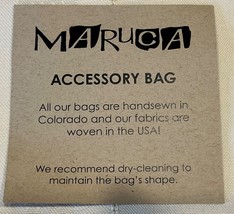 MARUCA
ACCESSORY BAG
All our bags are handsewn in
Colorado and our fabrics are
woven in the USA!
We recommend dry-cleaning to
maintain the bag's shape.